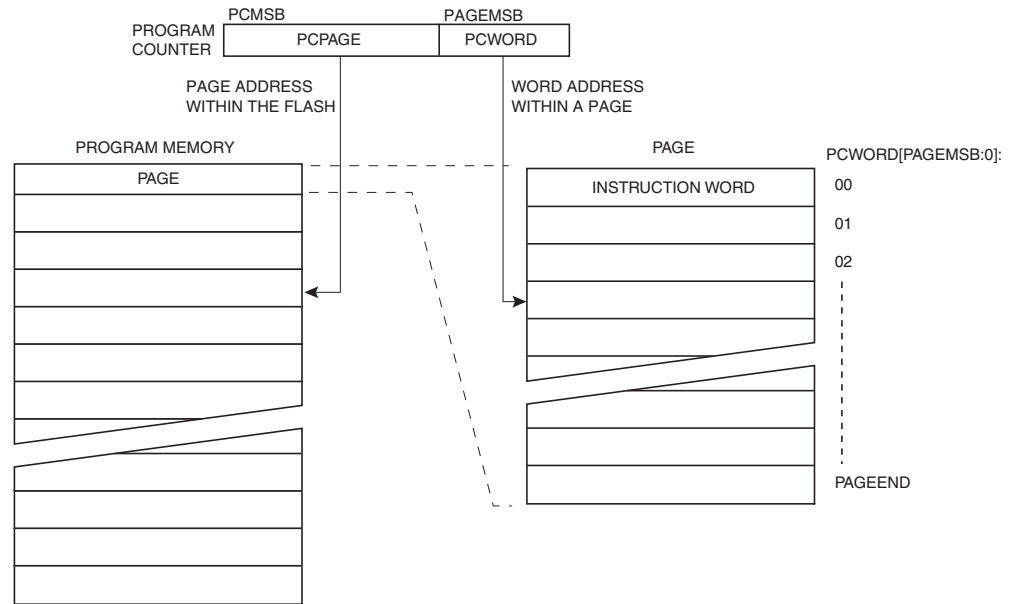 PCMSB
PAGEMSB
PROGRAM
COUNTER
PCPAGE
PCWORD
PAGE ADDRESS
WITHIN THE FLASH
WORD ADDRESS
WITHIN A PAGE
PROGRAM MEMORY
PAGE
PAGE
PCWORD[PAGEMSB:0]:
INSTRUCTION WORD
00
01
02
PAGEEND